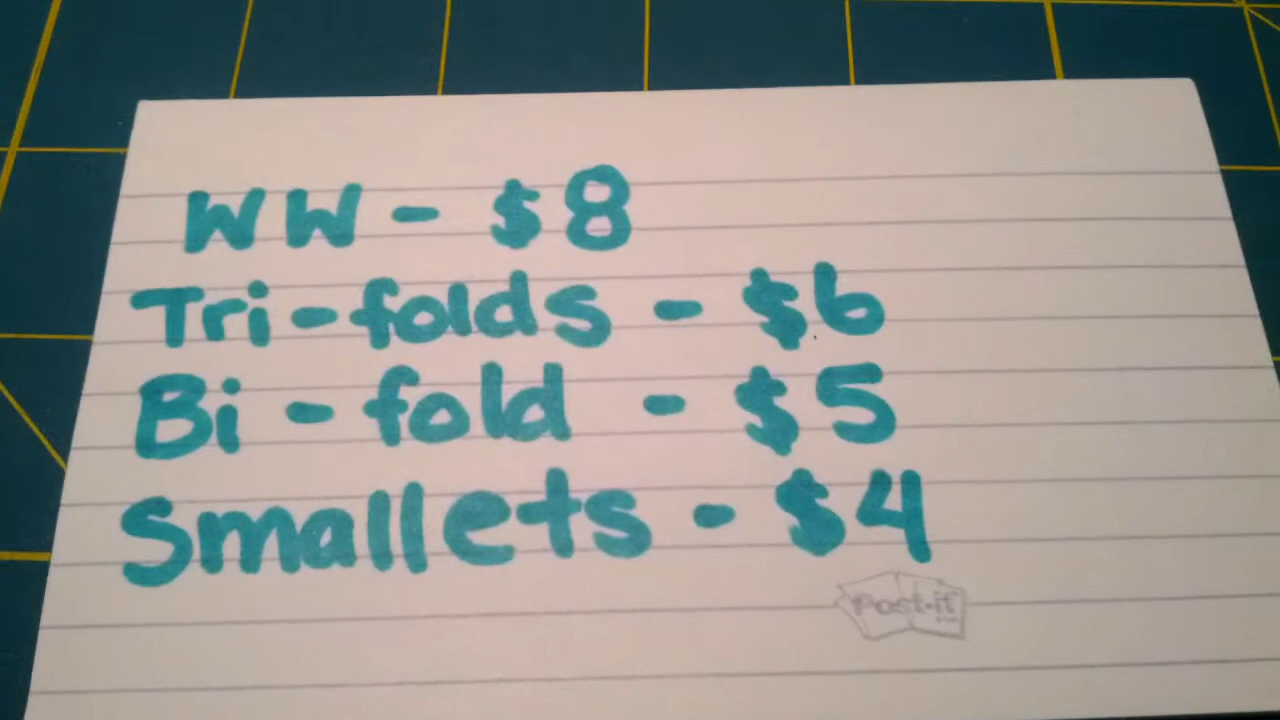 WW - $8
Tri-folds - $6
Bi-fold - $5
Smallets - $4
Post-it